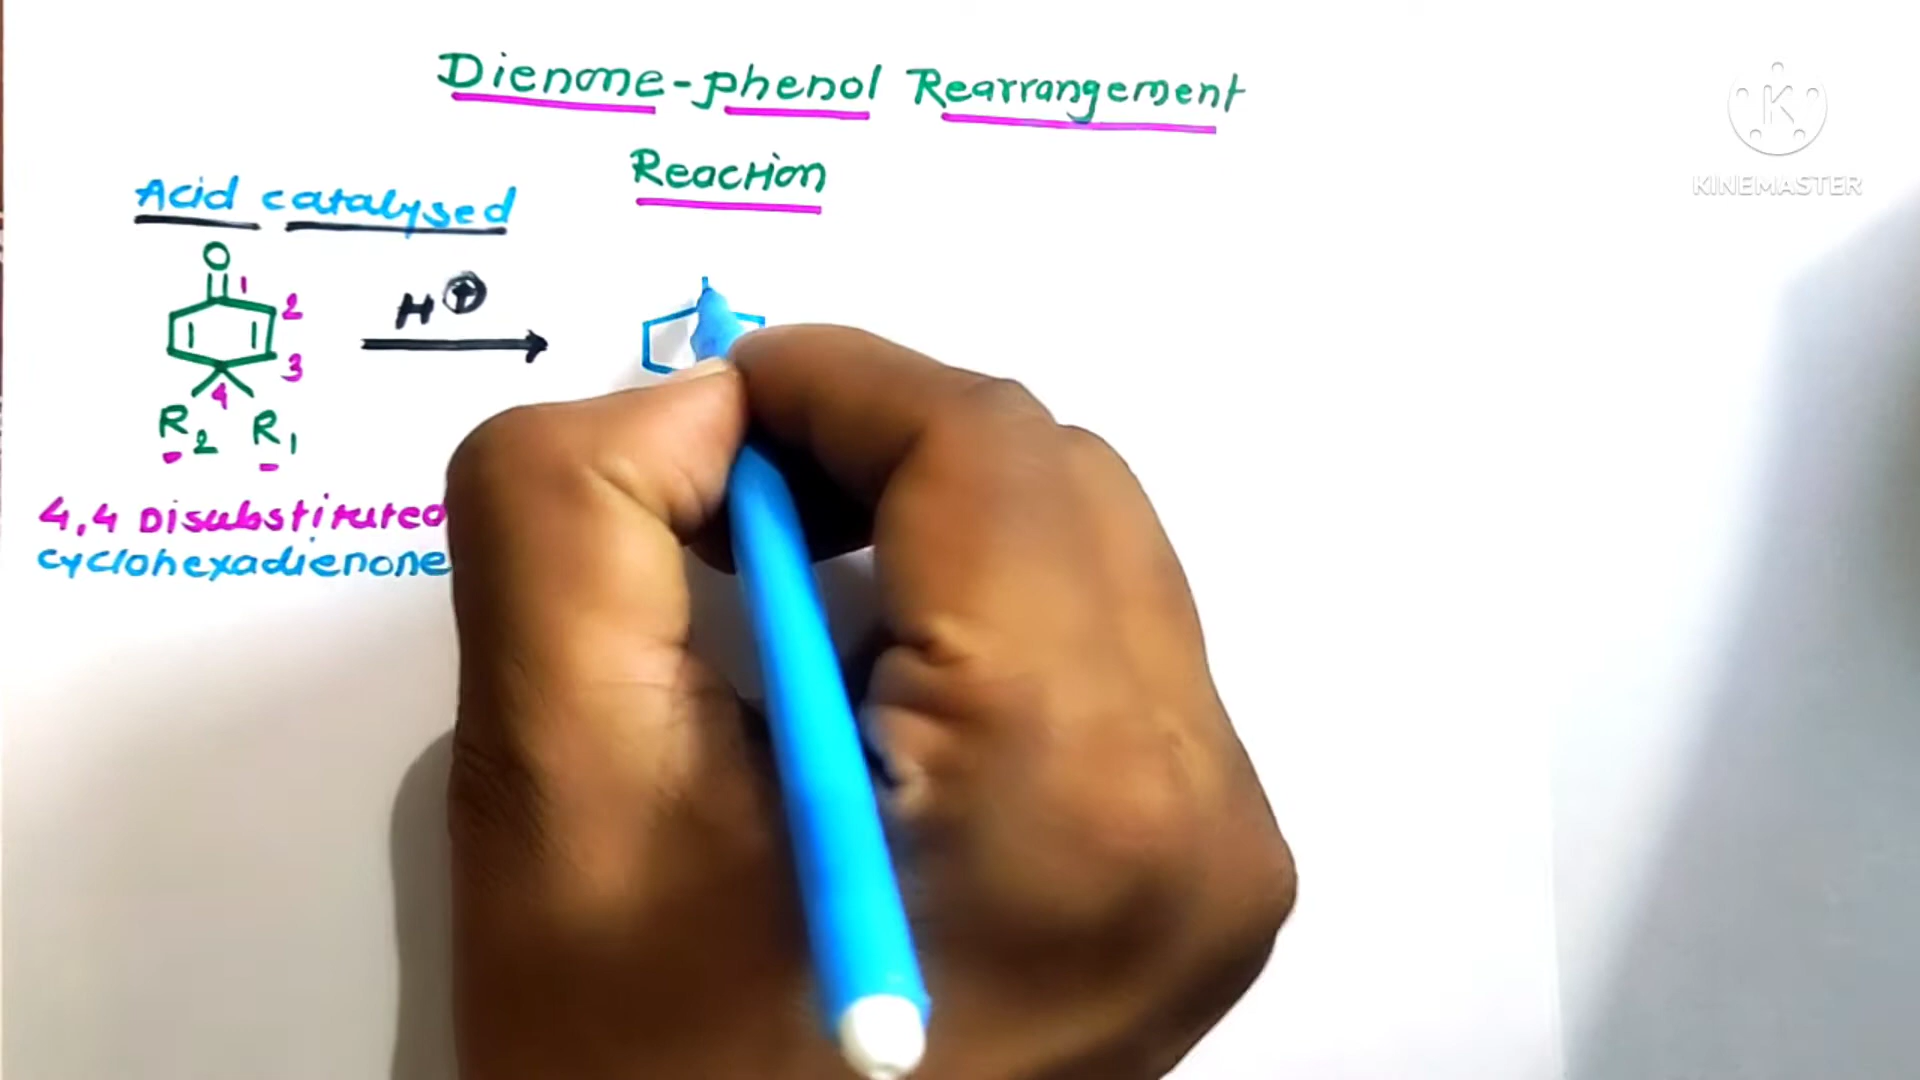 Dienone-phenol Rearrangement
Reaction
Acid catalysed
O
1
2
3
4
R2 R1
H⊕
4,4 Disubstituted
cyclohexadienone
KINEMASTER